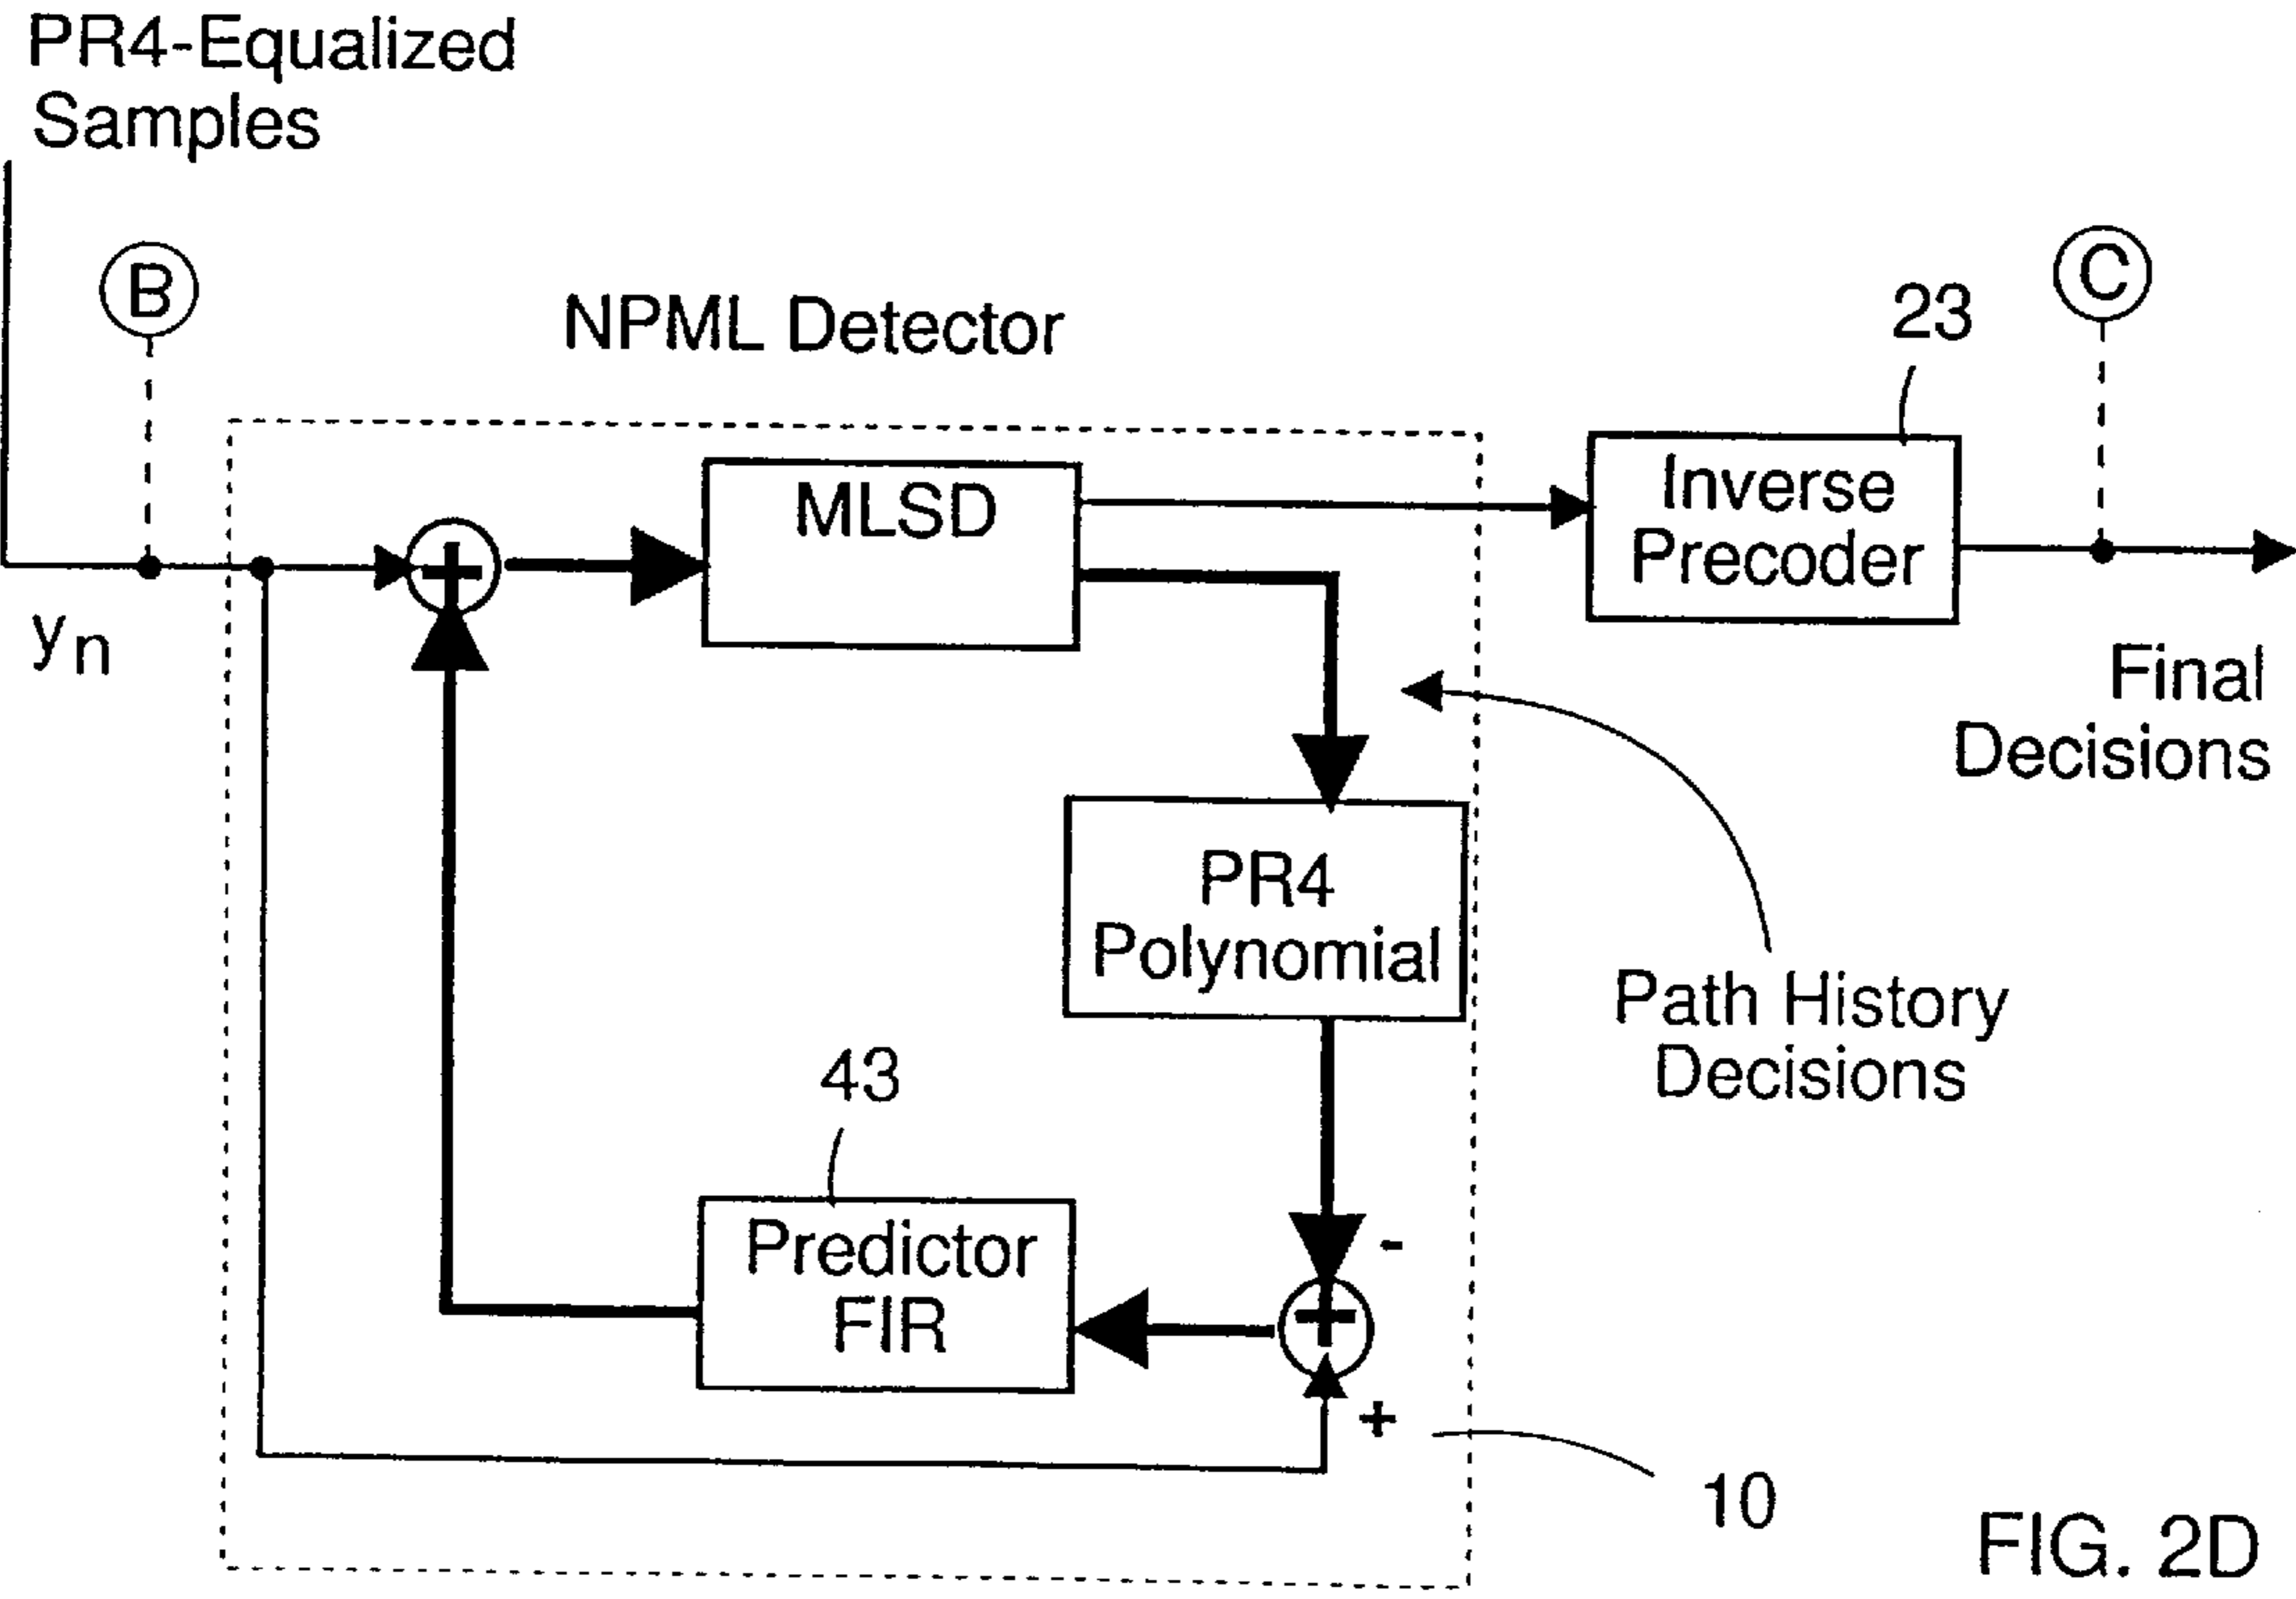 PR4-Equalized
Samples
B
C
NPML Detector
23
MLSD
Inverse
Precoder
+
yn
Final
Decisions
PR4
Polynomial
Path History
Decisions
43
Predictor
FIR
-
+
+
10
FIG. 2D